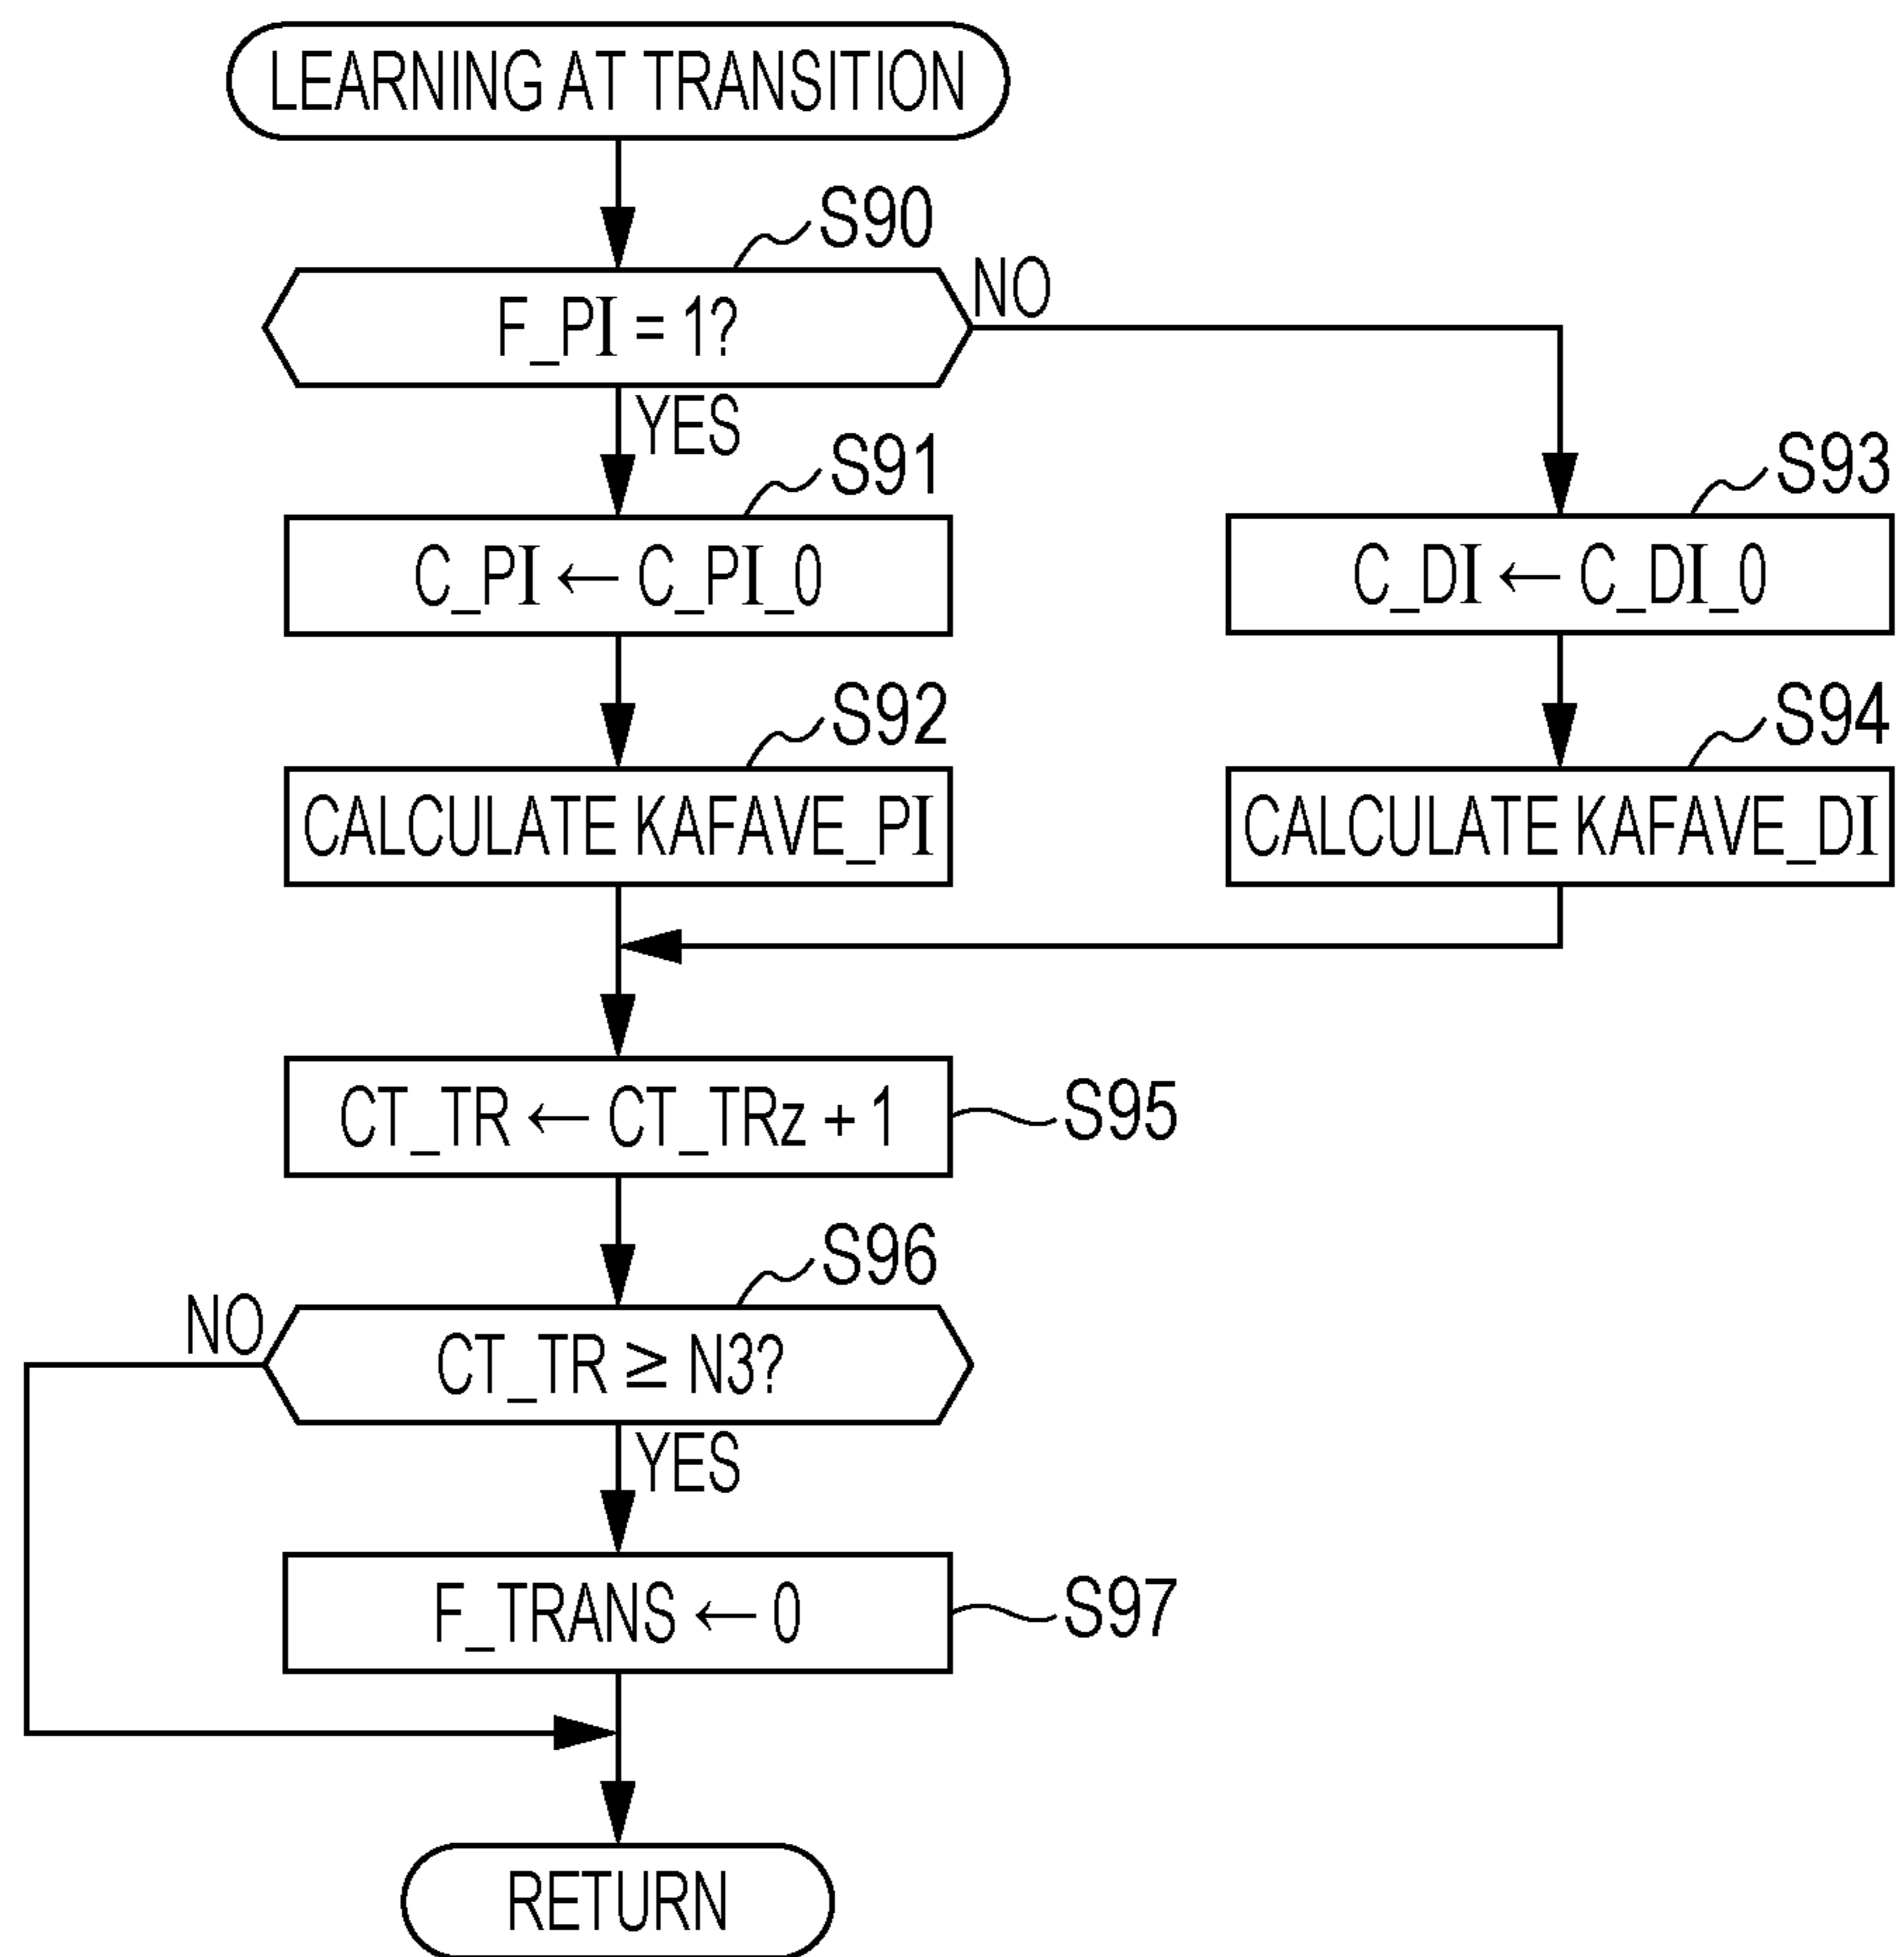 LEARNING AT TRANSITION
S90
F_PI = 1?
NO
YES
S91
C_PI ← C_PI_0
S93
C_DI ← C_DI_0
S92
CALCULATE KAFAVE_PI
S94
CALCULATE KAFAVE_DI
CT_TR ← CT_TRz + 1
S95
S96
NO
CT_TR ≥ N3?
YES
F_TRANS ← 0
S97
RETURN